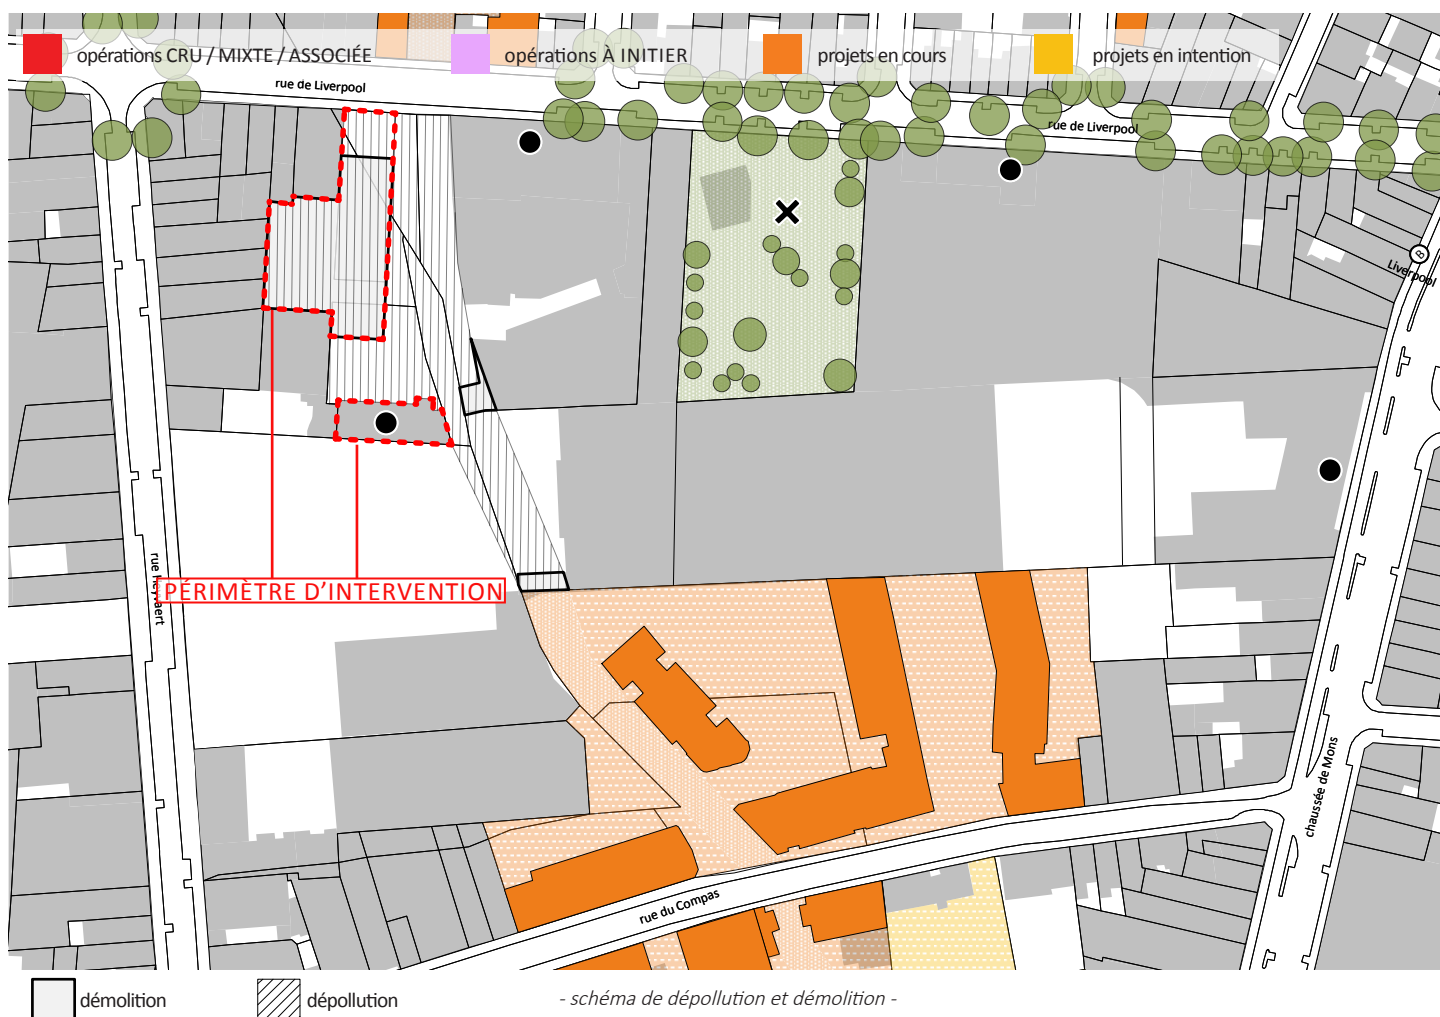 opérations CRU / MIXTE / ASSOCIÉE
opérations À INITIER
projets en cours
projets en intention
rue de Liverpool
rue de Liverpool
B
Liverpool
PÉRIMÈTRE D'INTERVENTION
chaussée de Mons
rue du Compas
démolition
dépollution
- schéma de dépollution et démolition -